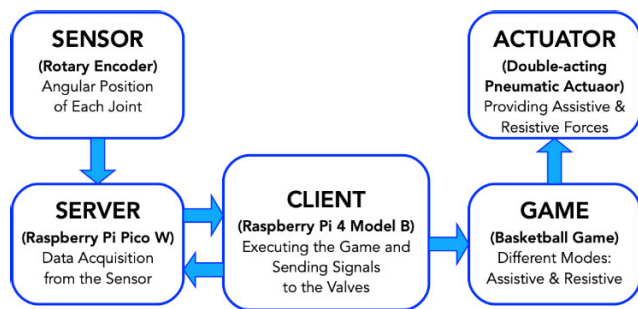 SENSOR
(Rotary Encoder)
Angular Position
of Each Joint
ACTUATOR
(Double-acting
Pneumatic Actuaor)
Providing Assistive &
Resistive Forces
SERVER
(Raspberry Pi Pico W)
Data Acquisition
from the Sensor
CLIENT
(Raspberry Pi 4 Model B)
Executing the Game and
Sending Signals
to the Valves
GAME
(Basketball Game)
Different Modes:
Assistive & Resistive